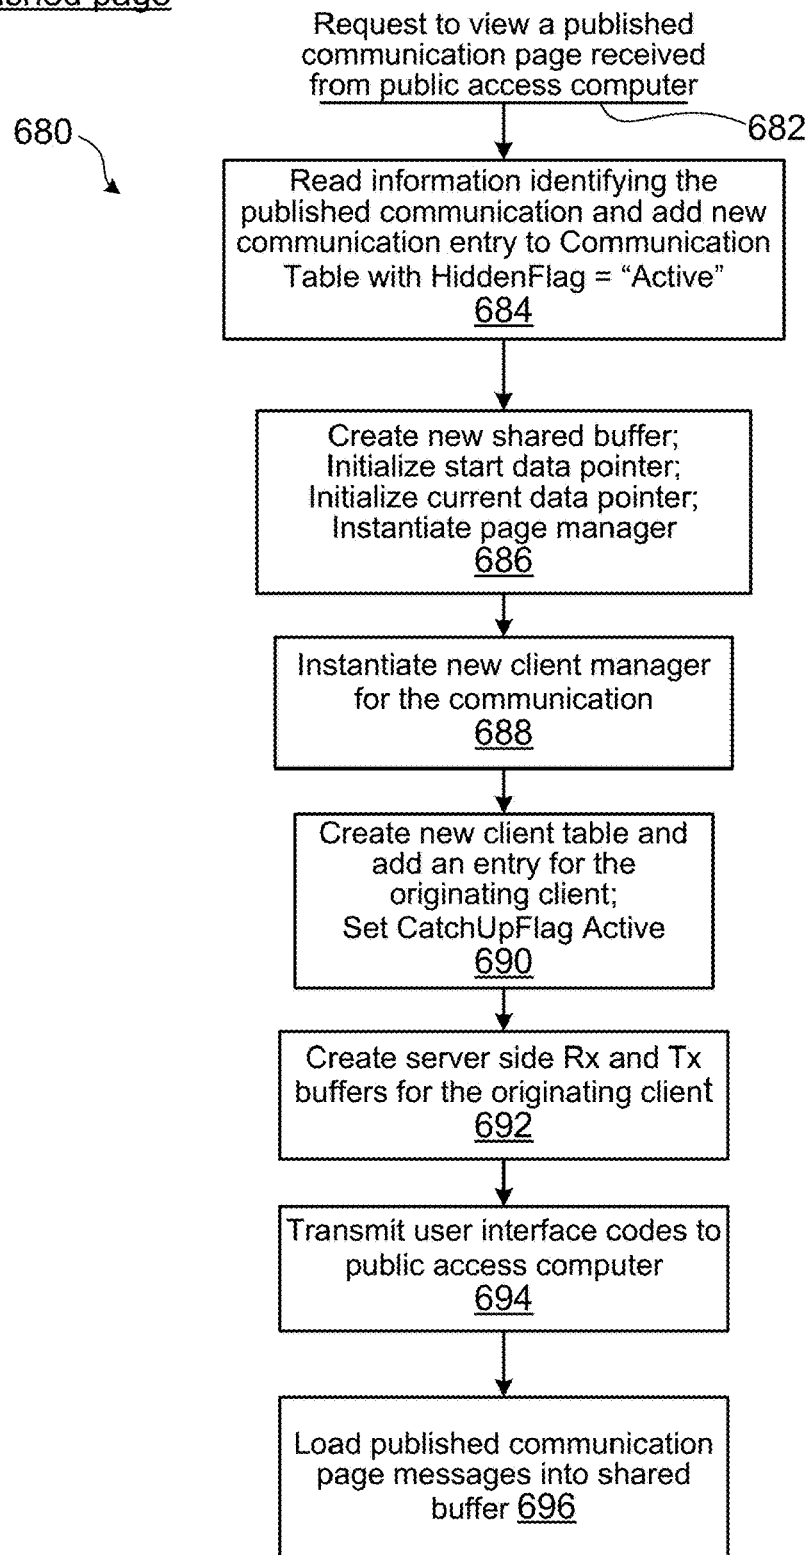 page
Request to view a published
communication page received
from public access computer
682
680
Read information identifying the
published communication and add new
communication entry to Communication
Table with HiddenFlag = “Active”
684
Create new shared buffer;
Initialize start data pointer;
Initialize current data pointer;
Instantiate page manager
686
Instantiate new client manager
for the communication
688
Create new client table and
add an entry for the
originating client;
Set CatchUpFlag Active
690
Create server side Rx and Tx
buffers for the originating client
692
Transmit user interface codes to
public access computer
694
Load published communication
page messages into shared
buffer 696